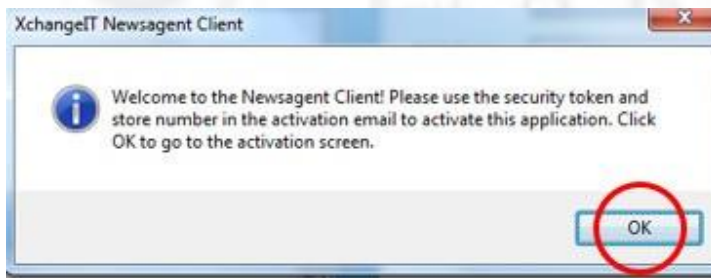 XchangeIT Newsagent Client
Welcome to the Newsagent Client! Please use the security token and
store number in the activation email to activate this application. Click
OK to go to the activation screen.
OK